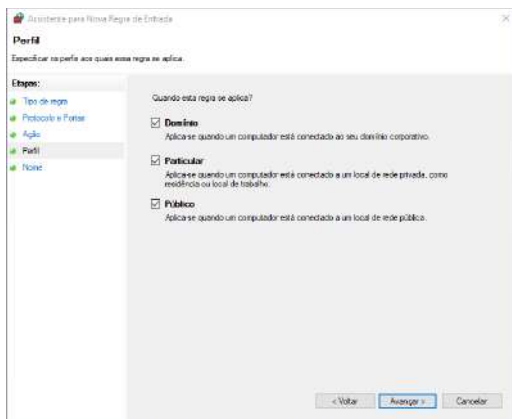 Assistente para Nova Regra de Entrada
Perfil
Especificar os perfis aos quais essa regra se aplica.
Etapas:
Tipo de regra
Protocolo e Portas
Ação
Perfil
Nome
Quando esta regra se aplica?
Domínio
Aplica-se quando um computador está conectado ao seu domínio corporativo.
Particular
Aplica-se quando um computador está conectado a um local de rede privada, como
residência ou local de trabalho.
Público
Aplica-se quando um computador está conectado a um local de rede pública.
< Voltar
Avançar >
Cancelar